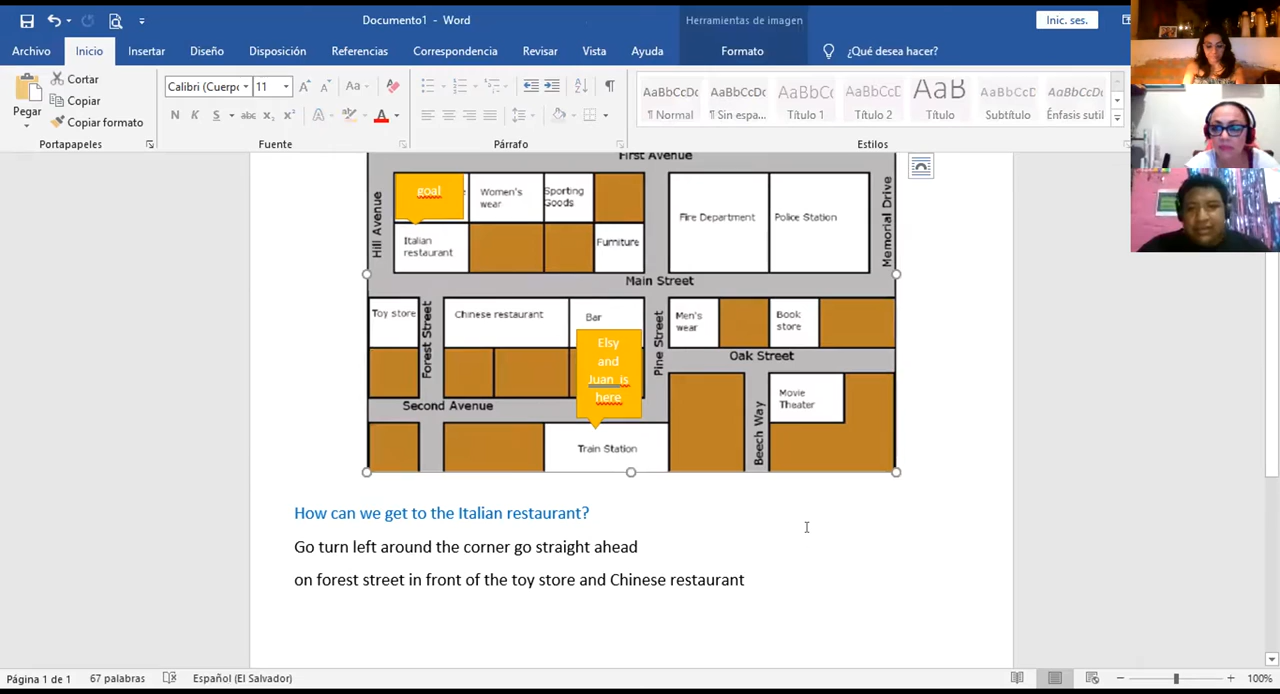 Documento1 - Word
Herramientas de imagen
Inic. ses.
Archivo Inicio Insertar Diseño Disposición Referencias Correspondencia Revisar Vista Ayuda Formato ¿Qué desea hacer?
Pegar
Cortar
Copiar
Copiar formato
Calibri (Cuerpo 11
N K S abc x₂ x² A A
AaBbCcDc AaBbCcDc AaBbCc AaBbCcD AaB AaBbCcD AaBbCcDc
¶ Normal ¶ Sin espa... Título 1 Título 2 Título Subtítulo Énfasis sutil
Portapapeles Fuente Párrafo Estilos
First Avenue
Hill Avenue
goal
Women's
wear
Sporting
Goods
Fire Department
Police Station
Memorial Drive
Italian
restaurant
Furniture
Main Street
Toy store
Forest Street
Chinese restaurant
Bar
Pine Street
Men's
wear
Book
store
Elsy
and
Juan is
here
Oak Street
Second Avenue
Beech Way
Movie
Theater
Train Station
How can we get to the Italian restaurant?
Go turn left around the corner go straight ahead
on forest street in front of the toy store and Chinese restaurant
Página 1 de 1 67 palabras Español (El Salvador) 100%